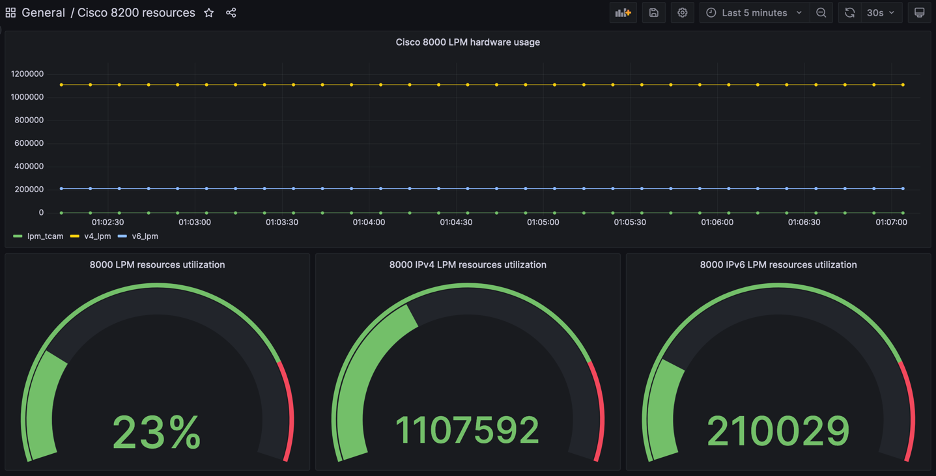 General / Cisco 8200 resources
Last 5 minutes
30s
Cisco 8000 LPM hardware usage
1200000
1000000
800000
600000
400000
200000
0
01:02:30 01:03:00 01:03:30 01:04:00 01:04:30 01:05:00 01:05:30 01:06:00 01:06:30 01:07:00
lpm_tcam v4_lpm v6_lpm
8000 LPM resources utilization 8000 IPv4 LPM resources utilization 8000 IPv6 LPM resources utilization
23% 1107592 210029